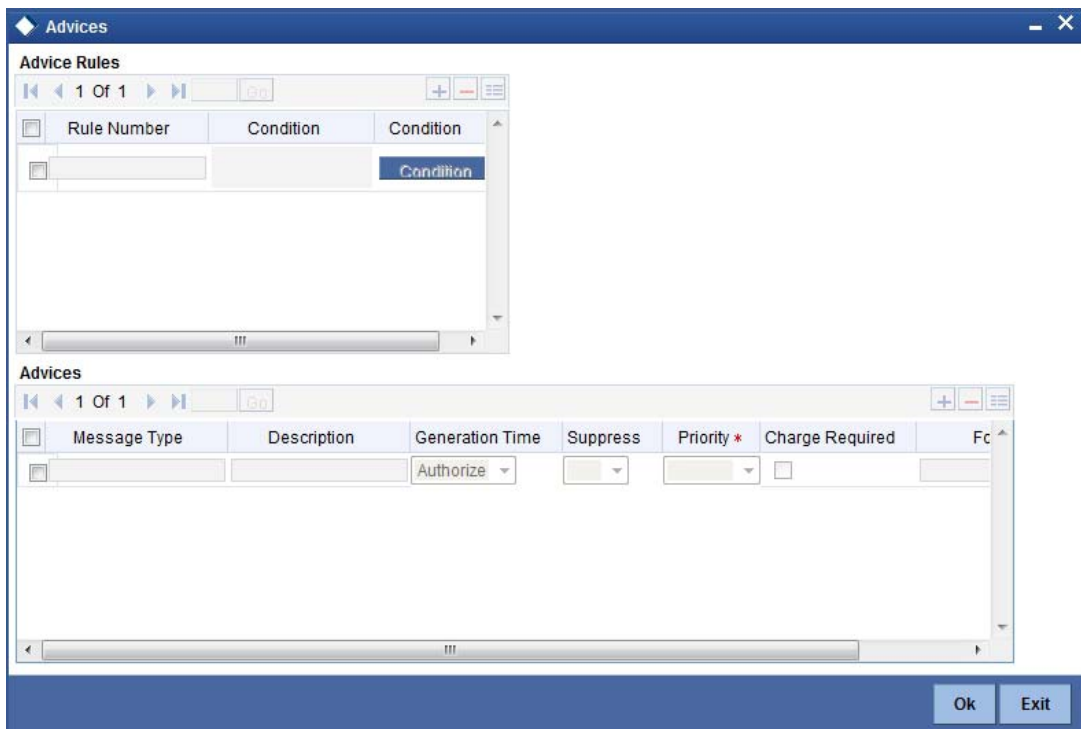 Advices
Advice Rules
1 Of 1 Go
Rule Number Condition Condition
Condition
Advices
1 Of 1 Go
Message Type Description Generation Time Suppress Priority * Charge Required Fo
Authorize
Ok Exit